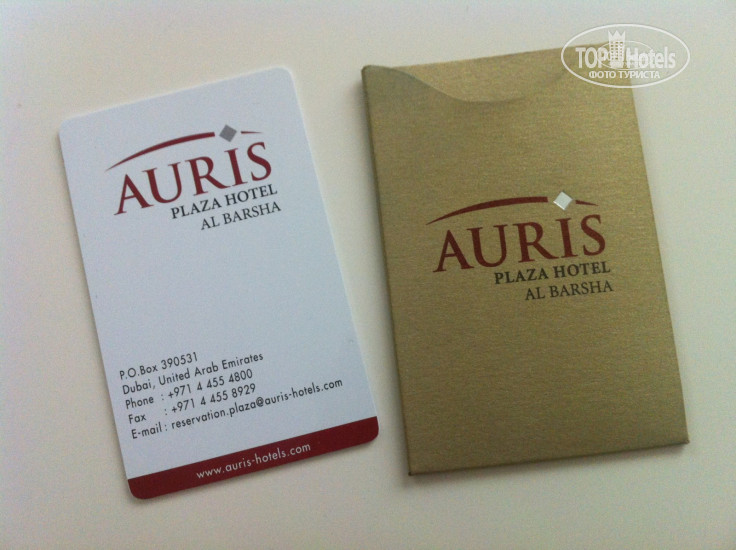 AURIS
PLAZA HOTEL
AL BARSHA
P.O.Box 390531
Dubai, United Arab Emirates
Phone : +971 4 455 4800
Fax : +971 4 455 8929
E-mail : reservation.plaza@auris-hotels.com
www.auris-hotels.com
AURIS
PLAZA HOTEL
AL BARSHA
TOP Hotels
ФОТО ТУРИСТА